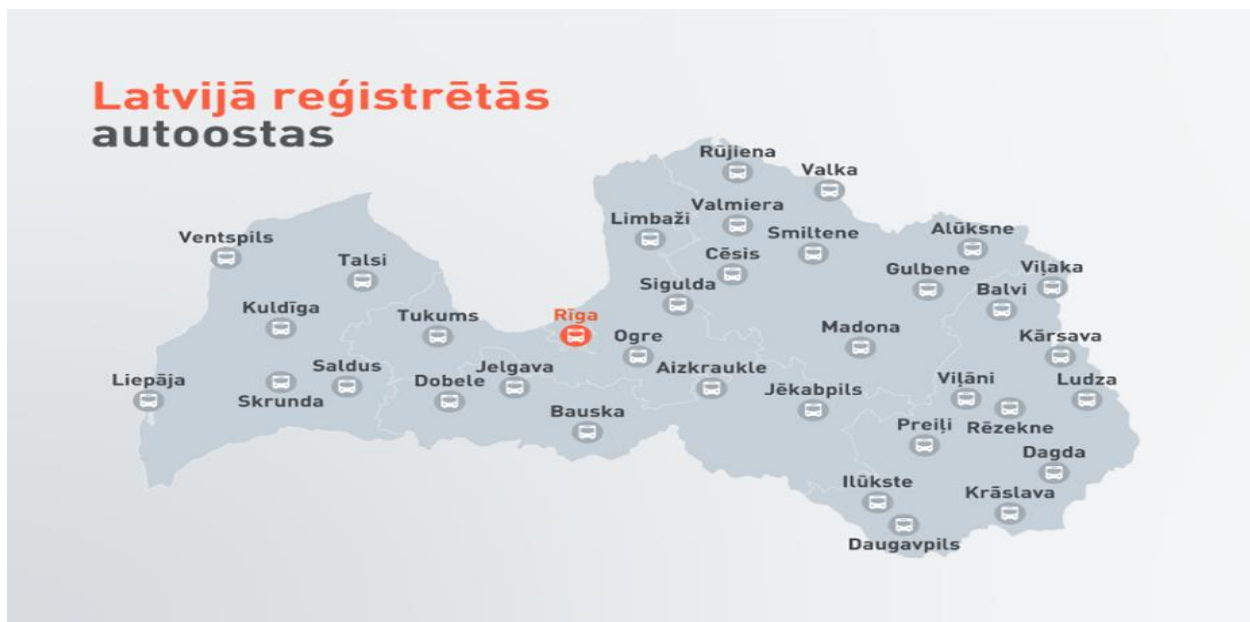 Latvijā reģistrētās
autoostas
Rūjiena
Valka
Valmiera
Limbaži
Smiltene
Alūksne
Ventspils
Cēsis
Talsi
Gulbene
Viļaka
Sigulda
Balvi
Kuldīga
Tukums
Rīga
Madona
Ogre
Kārsava
Saldus
Jelgava
Aizkraukle
Liepāja
Dobele
Viļāni
Ludza
Jēkabpils
Skrunda
Bauska
Preiļi
Rēzekne
Dagda
Ilūkste
Krāslava
Daugavpils